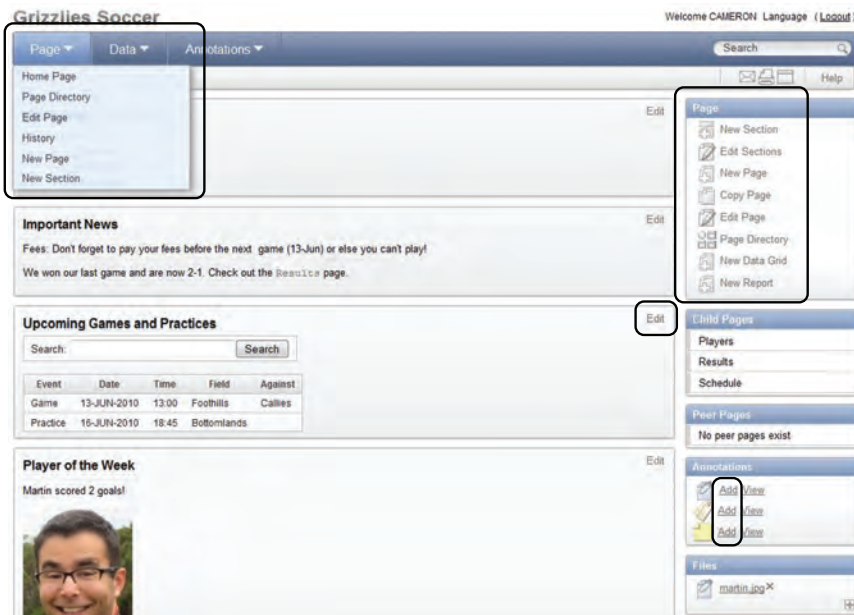 Grizzlies Soccer
Welcome CAMERON Language ( Logout )
Page Data Annotations
Search
Home Page
Page Directory
Edit Page
History
New Page
New Section
Help
Edit
Important News
Edit
Fees: Don't forget to pay your fees before the next game (13-Jun) or else you can't play!
We won our last game and are now 2-1. Check out the Results page.
Upcoming Games and Practices
Edit
Search: Search
Event Date Time Field Against
Game 13-JUN-2010 13:00 Foothills Callies
Practice 16-JUN-2010 18:45 Bottomlands
Player of the Week
Edit
Martin scored 2 goals!
Page
New Section
Edit Sections
New Page
Copy Page
Edit Page
Page Directory
New Data Grid
New Report
Child Pages
Players
Results
Schedule
Peer Pages
No peer pages exist
Annotations
Add View
Add View
Add View
Files
martin.jpg X